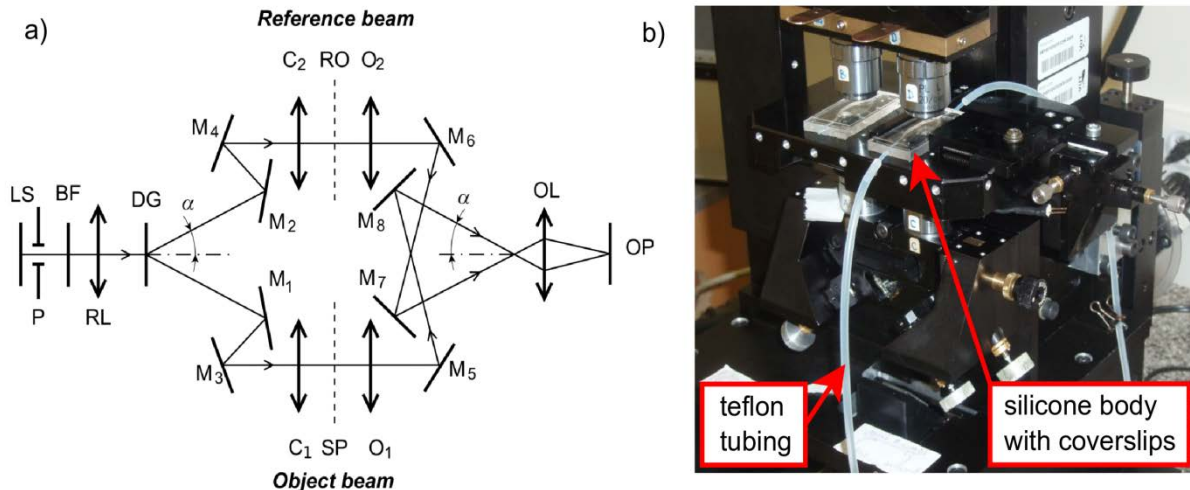 a)
Reference beam
C2 RO O2
M4
M6
LS BF DG α M2 M8 α OL
OP
P RL M1 M7
M3
M5
C1 SP O1
Object beam
b)
teflon
tubing
silicone body
with coverslips